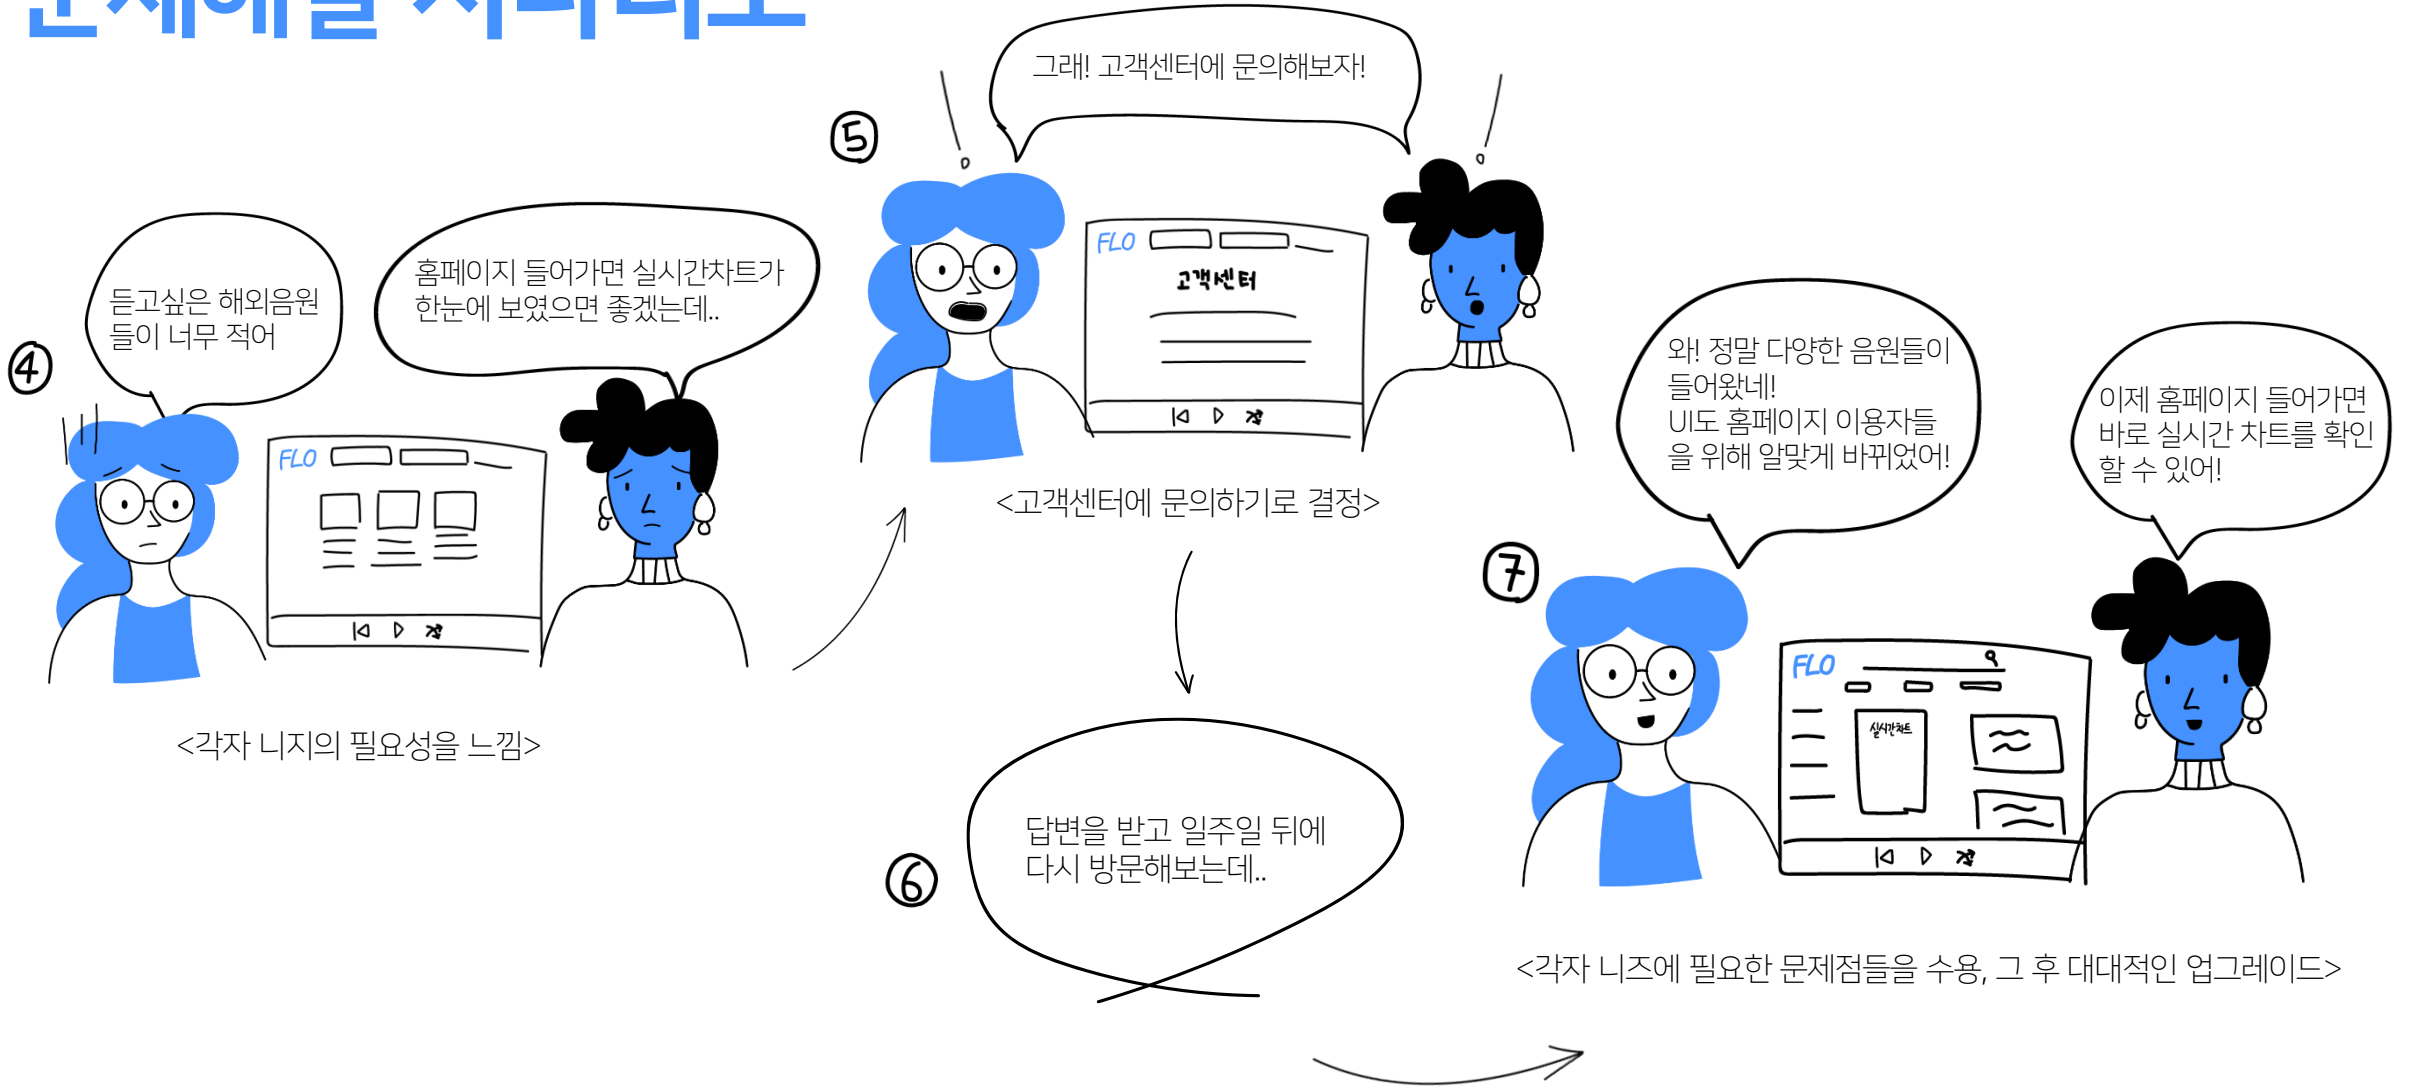 문제해결 시나리오
④
듣고싶은 해외음원
들이 너무 적어
홈페이지 들어가면 실시간차트가
한눈에 보였으면 좋겠는데..
FLO
<각자 니지의 필요성을 느낌>
⑤
그래! 고객센터에 문의해보자!
FLO
고객센터
<고객센터에 문의하기로 결정>
⑥
답변을 받고 일주일 뒤에
다시 방문해보는데..
⑦
와! 정말 다양한 음원들이
들어왔네!
UI도 홈페이지 이용자들
을 위해 알맞게 바뀌었어!
이제 홈페이지 들어가면
바로 실시간 차트를 확인
할 수 있어!
FLO
실시간차트
<각자 니즈에 필요한 문제점들을 수용, 그 후 대대적인 업그레이드>